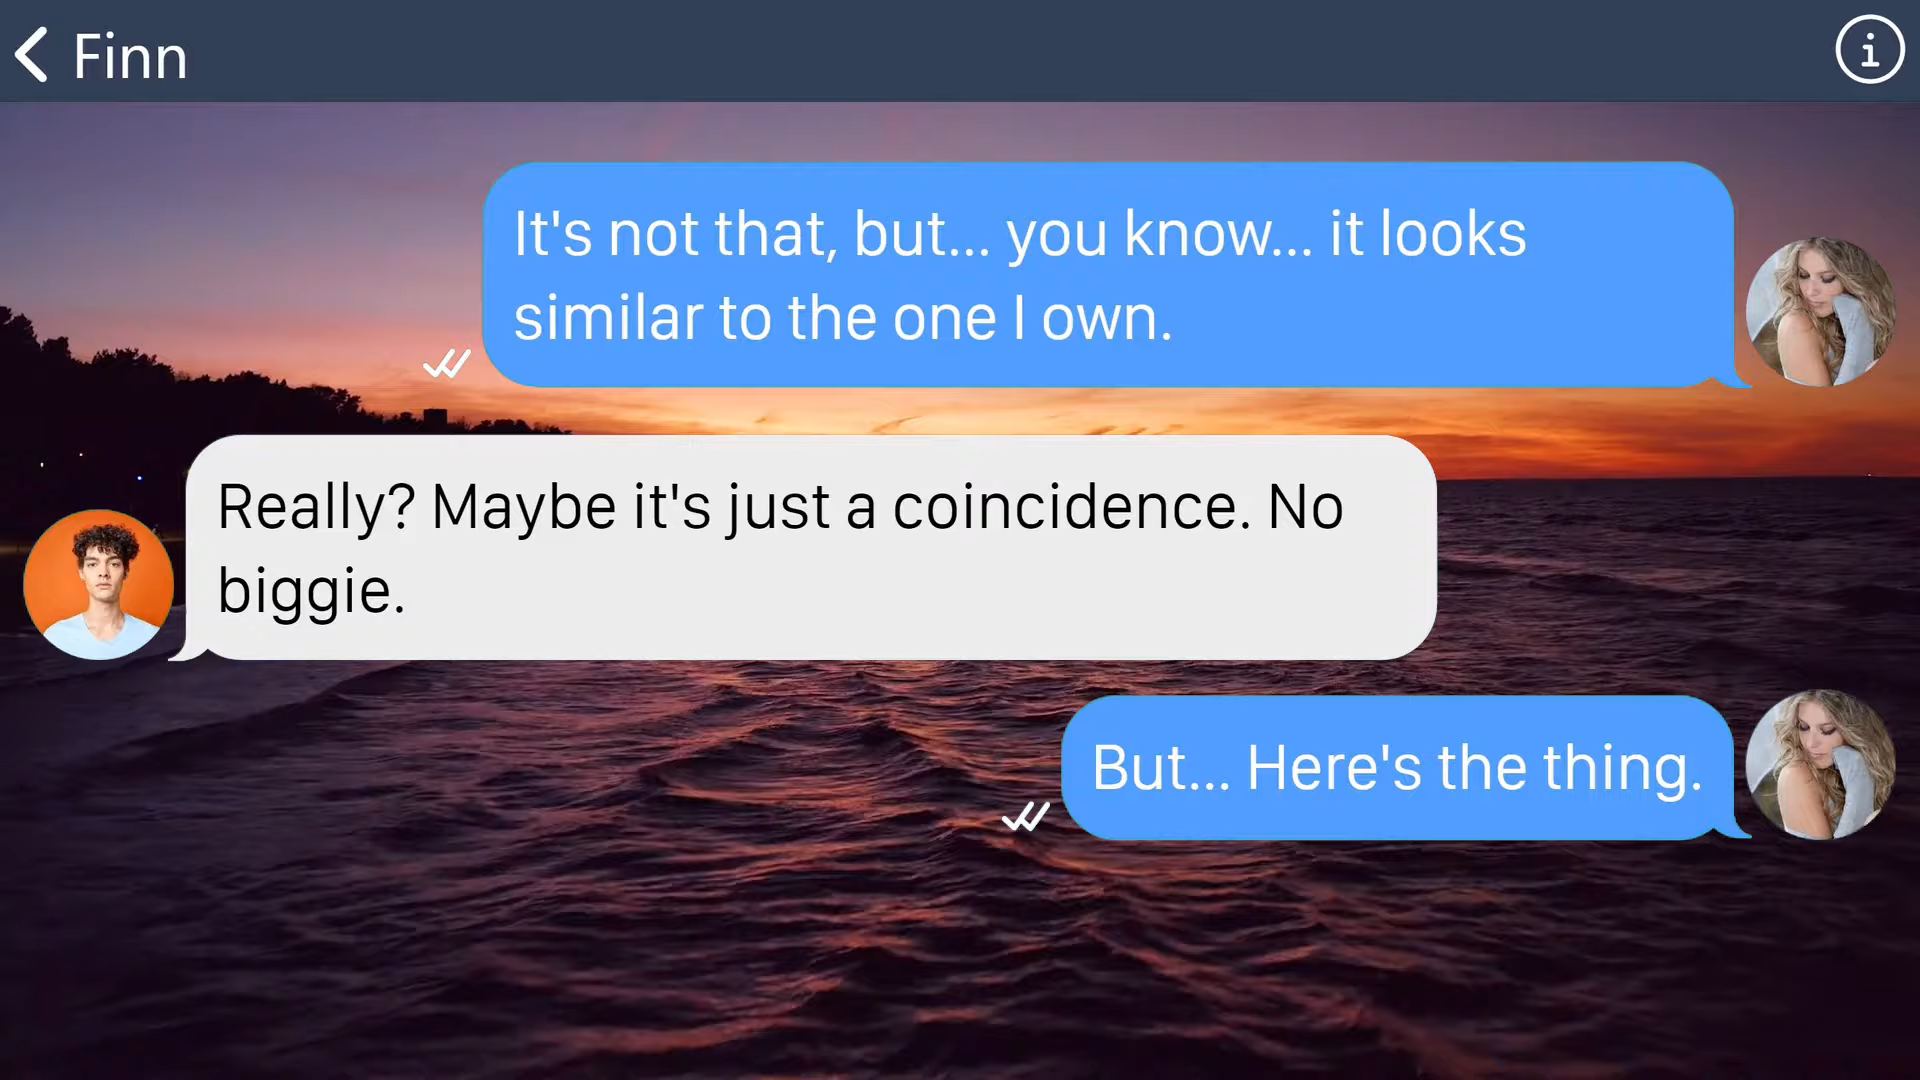 Finn
It's not that, but... you know... it looks
similar to the one I own.
Really? Maybe it's just a coincidence. No
biggie.
But... Here's the thing.